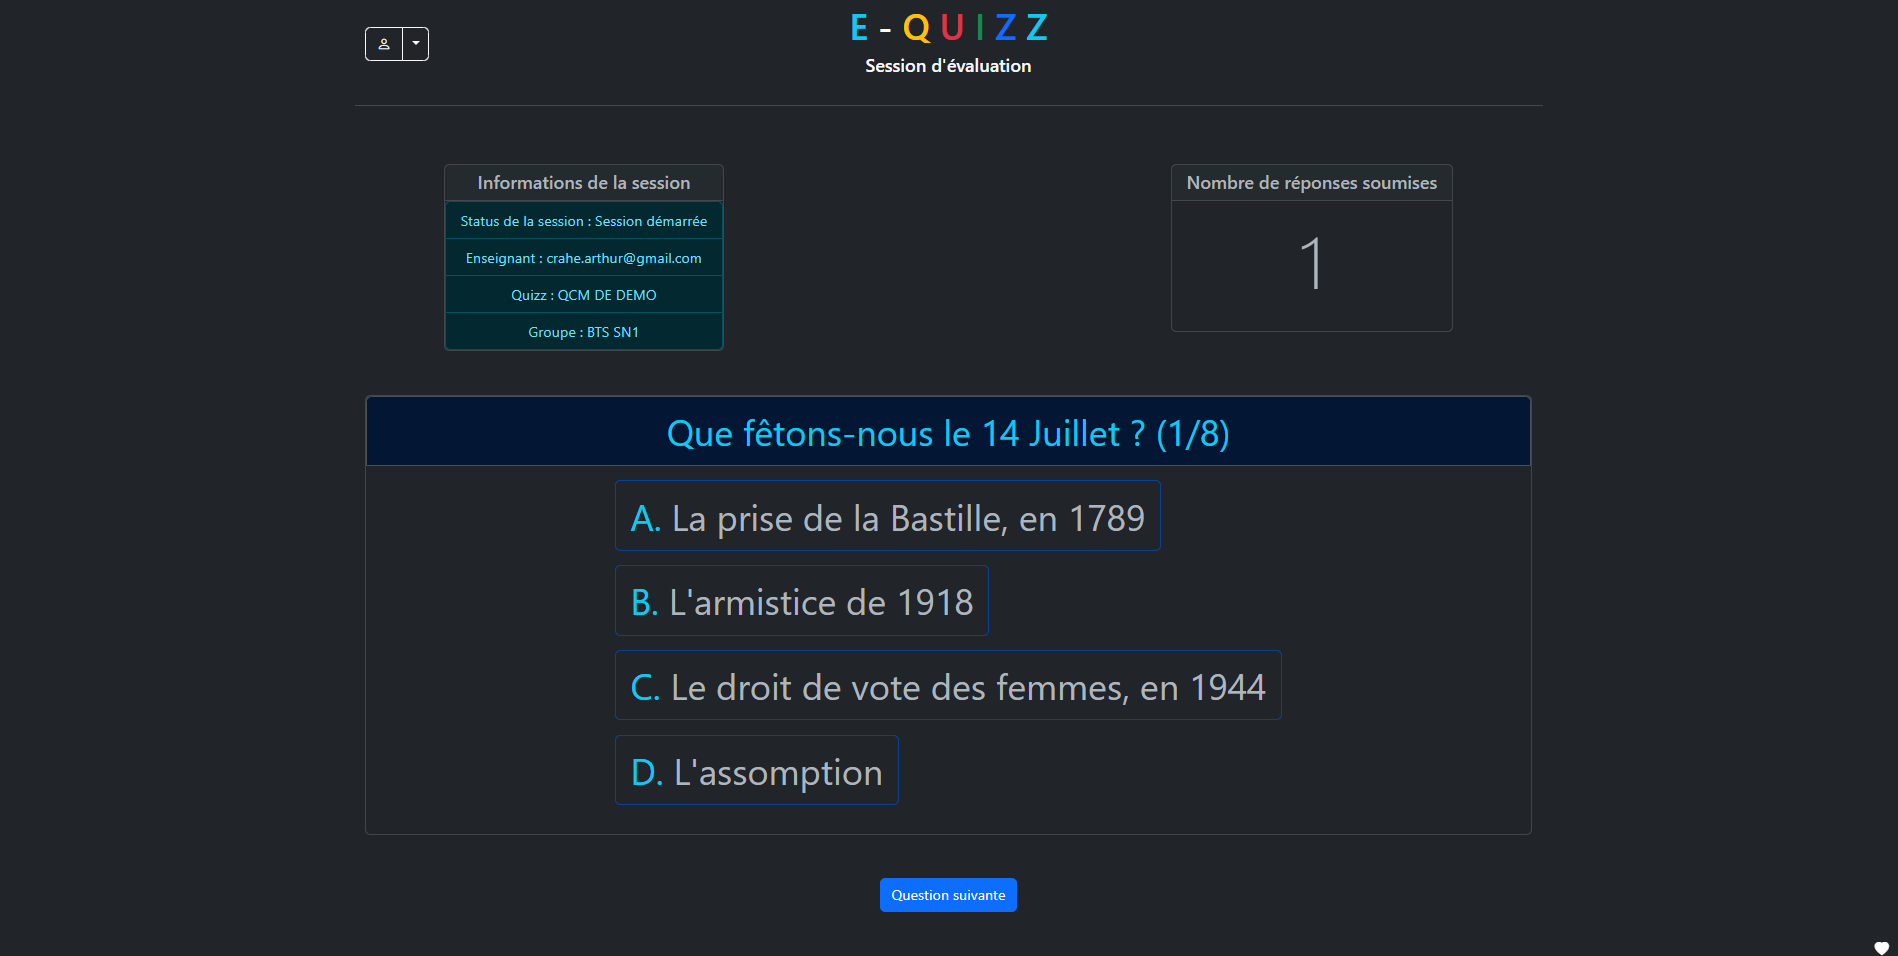 E - Q U I Z Z
Session d'évaluation
Informations de la session
Status de la session : Session démarrée
Enseignant : crahe.arthur@gmail.com
Quizz : QCM DE DEMO
Groupe : BTS SN1
Nombre de réponses soumises
1
Que fêtons-nous le 14 Juillet ? (1/8)
A. La prise de la Bastille, en 1789
B. L'armistice de 1918
C. Le droit de vote des femmes, en 1944
D. L'assomption
Question suivante